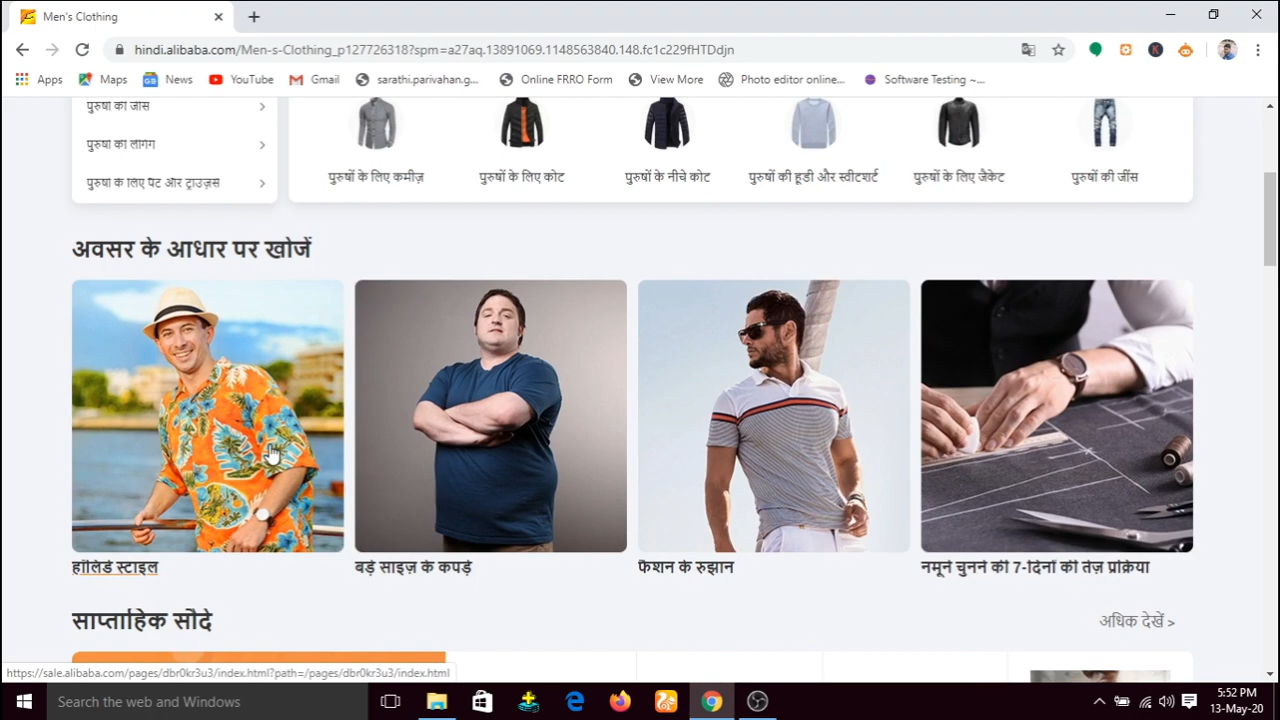 Men's Clothing
hindi.alibaba.com/Men-s-Clothing_p127726318?spm=a27aq.13891069.1148563840.148.fc1c229fHTDdjn
Apps Maps News YouTube Gmail sarathi.parivahan.g... Online FRRO Form View More Photo editor online... Software Testing ~...
पुरुषों की जींस
पुरुषों की लेगिंग
पुरुषों के लिए पैंट और ट्राउज़र्स
पुरुषों के लिए कमीज़
पुरुषों के लिए कोट
पुरुषों के नीचे कोट
पुरुषों की हूडी और स्वीटशर्ट
पुरुषों के लिए जैकेट
पुरुषों की जींस
अवसर के आधार पर खोजें
हॉलिडे स्टाइल
बड़े साइज़ के कपड़े
फैशन के रुझान
नमूने चुनने की 7-दिनों की तेज़ प्रक्रिया
साप्ताहिक सौदे
अधिक देखें >
https://sale.alibaba.com/pages/dbr0kr3u3/index.html?path=/pages/dbr0kr3u3/index.html
Search the web and Windows
5:52 PM
13-May-20